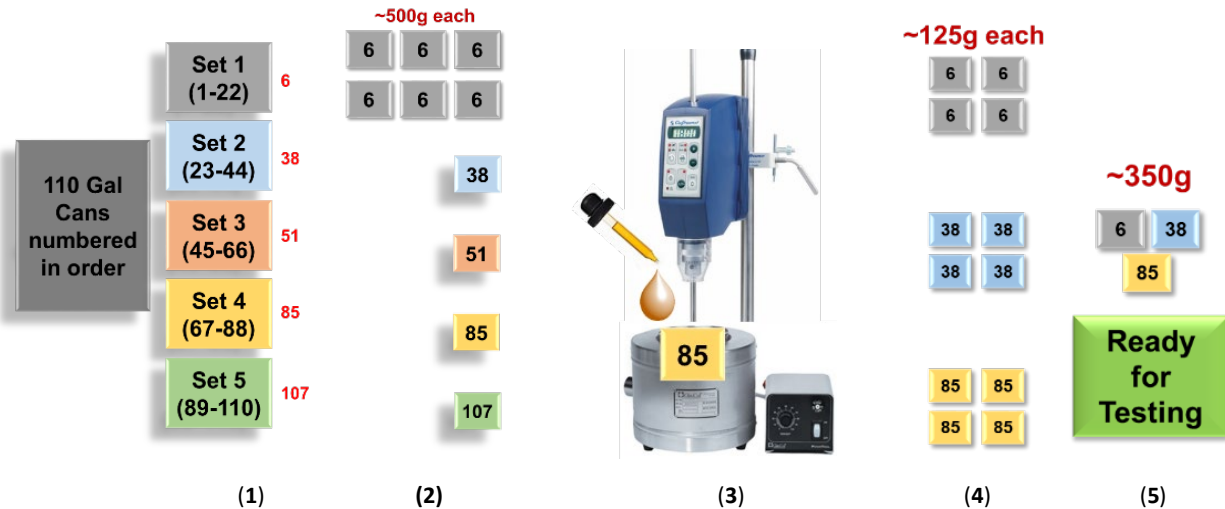 110 Gal
Cans
numbered
in order
Set 1
(1-22)
6
Set 2
(23-44)
38
Set 3
(45-66)
51
Set 4
(67-88)
85
Set 5
(89-110)
107
(1)
~500g each
6 6 6
6 6 6
38
51
85
107
(2)
85
(3)
~125g each
6 6
6 6
38 38
38 38
85 85
85 85
(4)
~350g
6 38
85
Ready
for
Testing
(5)